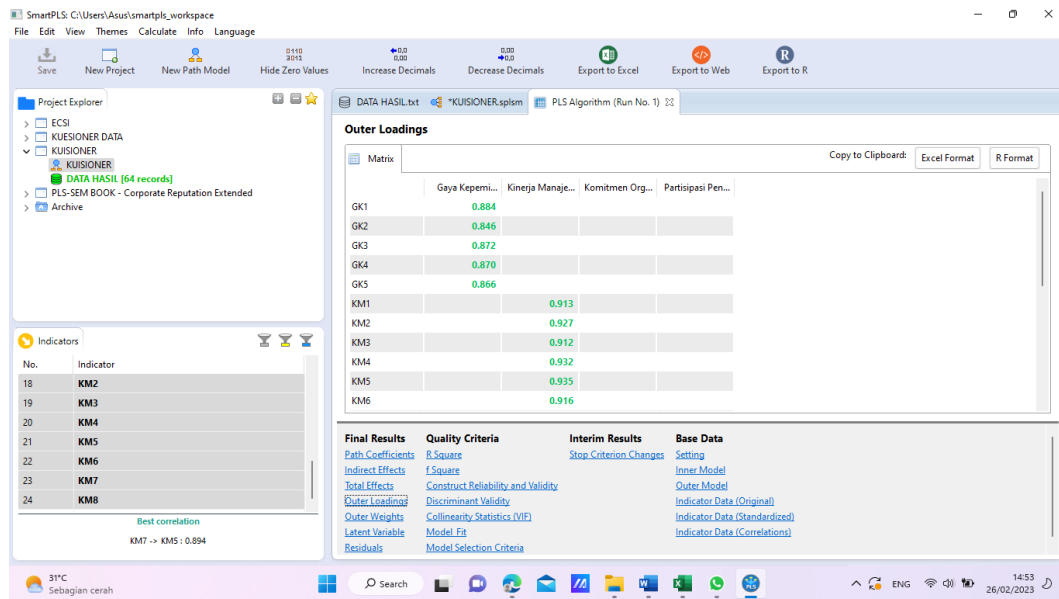 SmartPLS: C:\Users\Asus\smartpls_workspace
File Edit View Themes Calculate Info Language
Save New Project New Path Model Hide Zero Values Increase Decimals Decrease Decimals Export to Excel Export to Web Export to R
Project Explorer
ECSI
KUESIONER DATA
KUISIONER
KUISIONER
DATA HASIL [64 records]
PLS-SEM BOOK - Corporate Reputation Extended
Archive
Indicators
No. Indicator
18 KM2
19 KM3
20 KM4
21 KM5
22 KM6
23 KM7
24 KM8
Best correlation
KM7 -> KM5 : 0.894
DATA HASIL.txt *KUISIONER.splsm PLS Algorithm (Run No. 1)
Outer Loadings
Matrix Copy to Clipboard: Excel Format R Format
Gaya Kepemi... Kinerja Manaje... Komitmen Org... Partisipasi Pen...
GK1 0.884
GK2 0.846
GK3 0.872
GK4 0.870
GK5 0.866
KM1 0.913
KM2 0.927
KM3 0.912
KM4 0.932
KM5 0.935
KM6 0.916
Final Results Quality Criteria Interim Results Base Data
Path Coefficients R Square Stop Criterion Changes Setting
Indirect Effects f Square Inner Model
Total Effects Construct Reliability and Validity Outer Model
Outer Loadings Discriminant Validity Indicator Data (Original)
Outer Weights Collinearity Statistics (VIF) Indicator Data (Standardized)
Latent Variable Model Fit Indicator Data (Correlations)
Residuals Model Selection Criteria
31°C
Sebagian cerah
Search
ENG
14:53
26/02/2023